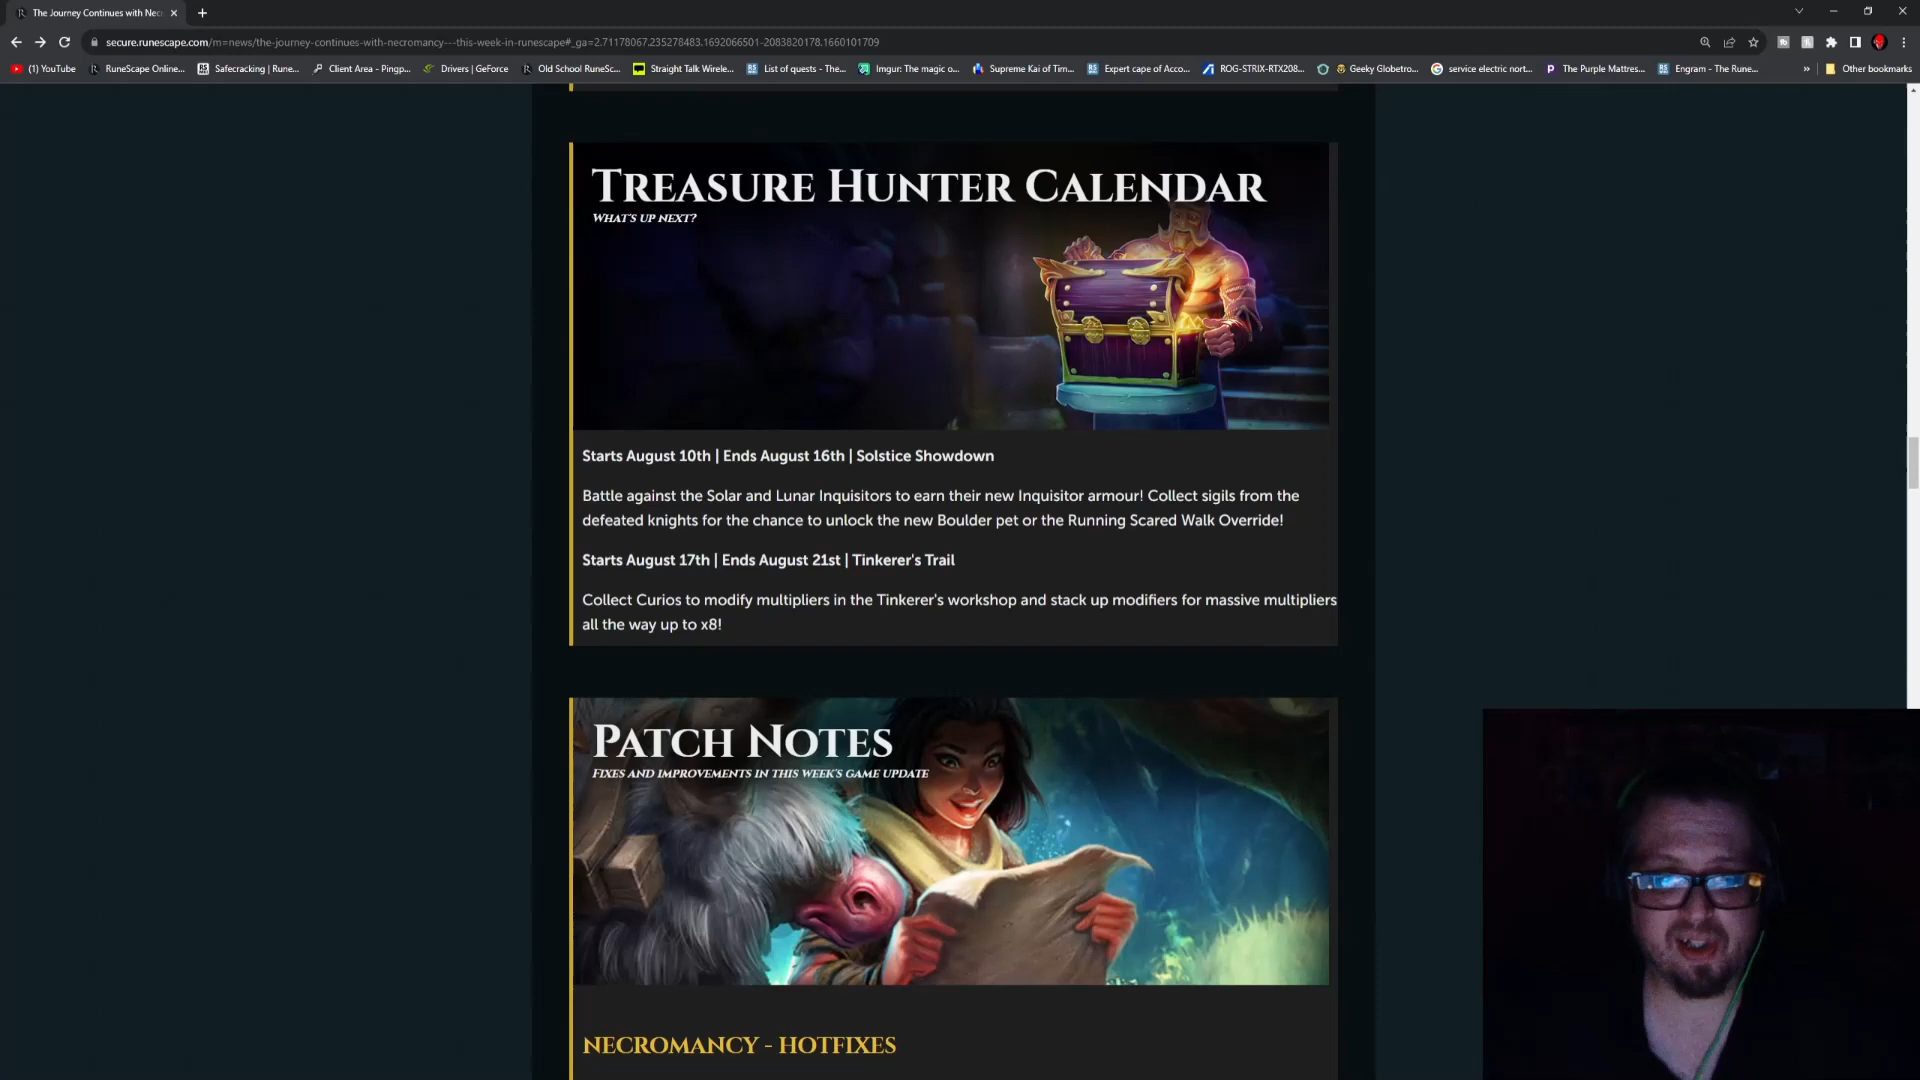 The Journey Continues with Necr
secure.runescape.com/m=news/the-journey-continues-with-necromancy---this-week-in-runescape#_ga=2.71178067.235278483.1692066501-2083820178.1660101709
(1) YouTube
RuneScape Online...
Safecracking | Rune...
Client Area - Pingp...
Drivers | GeForce
Old School RuneSc...
Straight Talk Wirele...
List of quests - The...
Imgur: The magic o...
Supreme Kai of Tim...
Expert cape of Acco...
ROG-STRIX-RTX208...
Geeky Globetro...
service electric nort...
The Purple Mattres...
Engram - The Rune...
»
Other bookmarks
TREASURE HUNTER CALENDAR
WHAT'S UP NEXT?
Starts August 10th | Ends August 16th | Solstice Showdown
Battle against the Solar and Lunar Inquisitors to earn their new Inquisitor armour! Collect sigils from the
defeated knights for the chance to unlock the new Boulder pet or the Running Scared Walk Override!
Starts August 17th | Ends August 21st | Tinkerer's Trail
Collect Curios to modify multipliers in the Tinkerer's workshop and stack up modifiers for massive multipliers
all the way up to x8!
PATCH NOTES
FIXES AND IMPROVEMENTS IN THIS WEEK'S GAME UPDATE
NECROMANCY - HOTFIXES